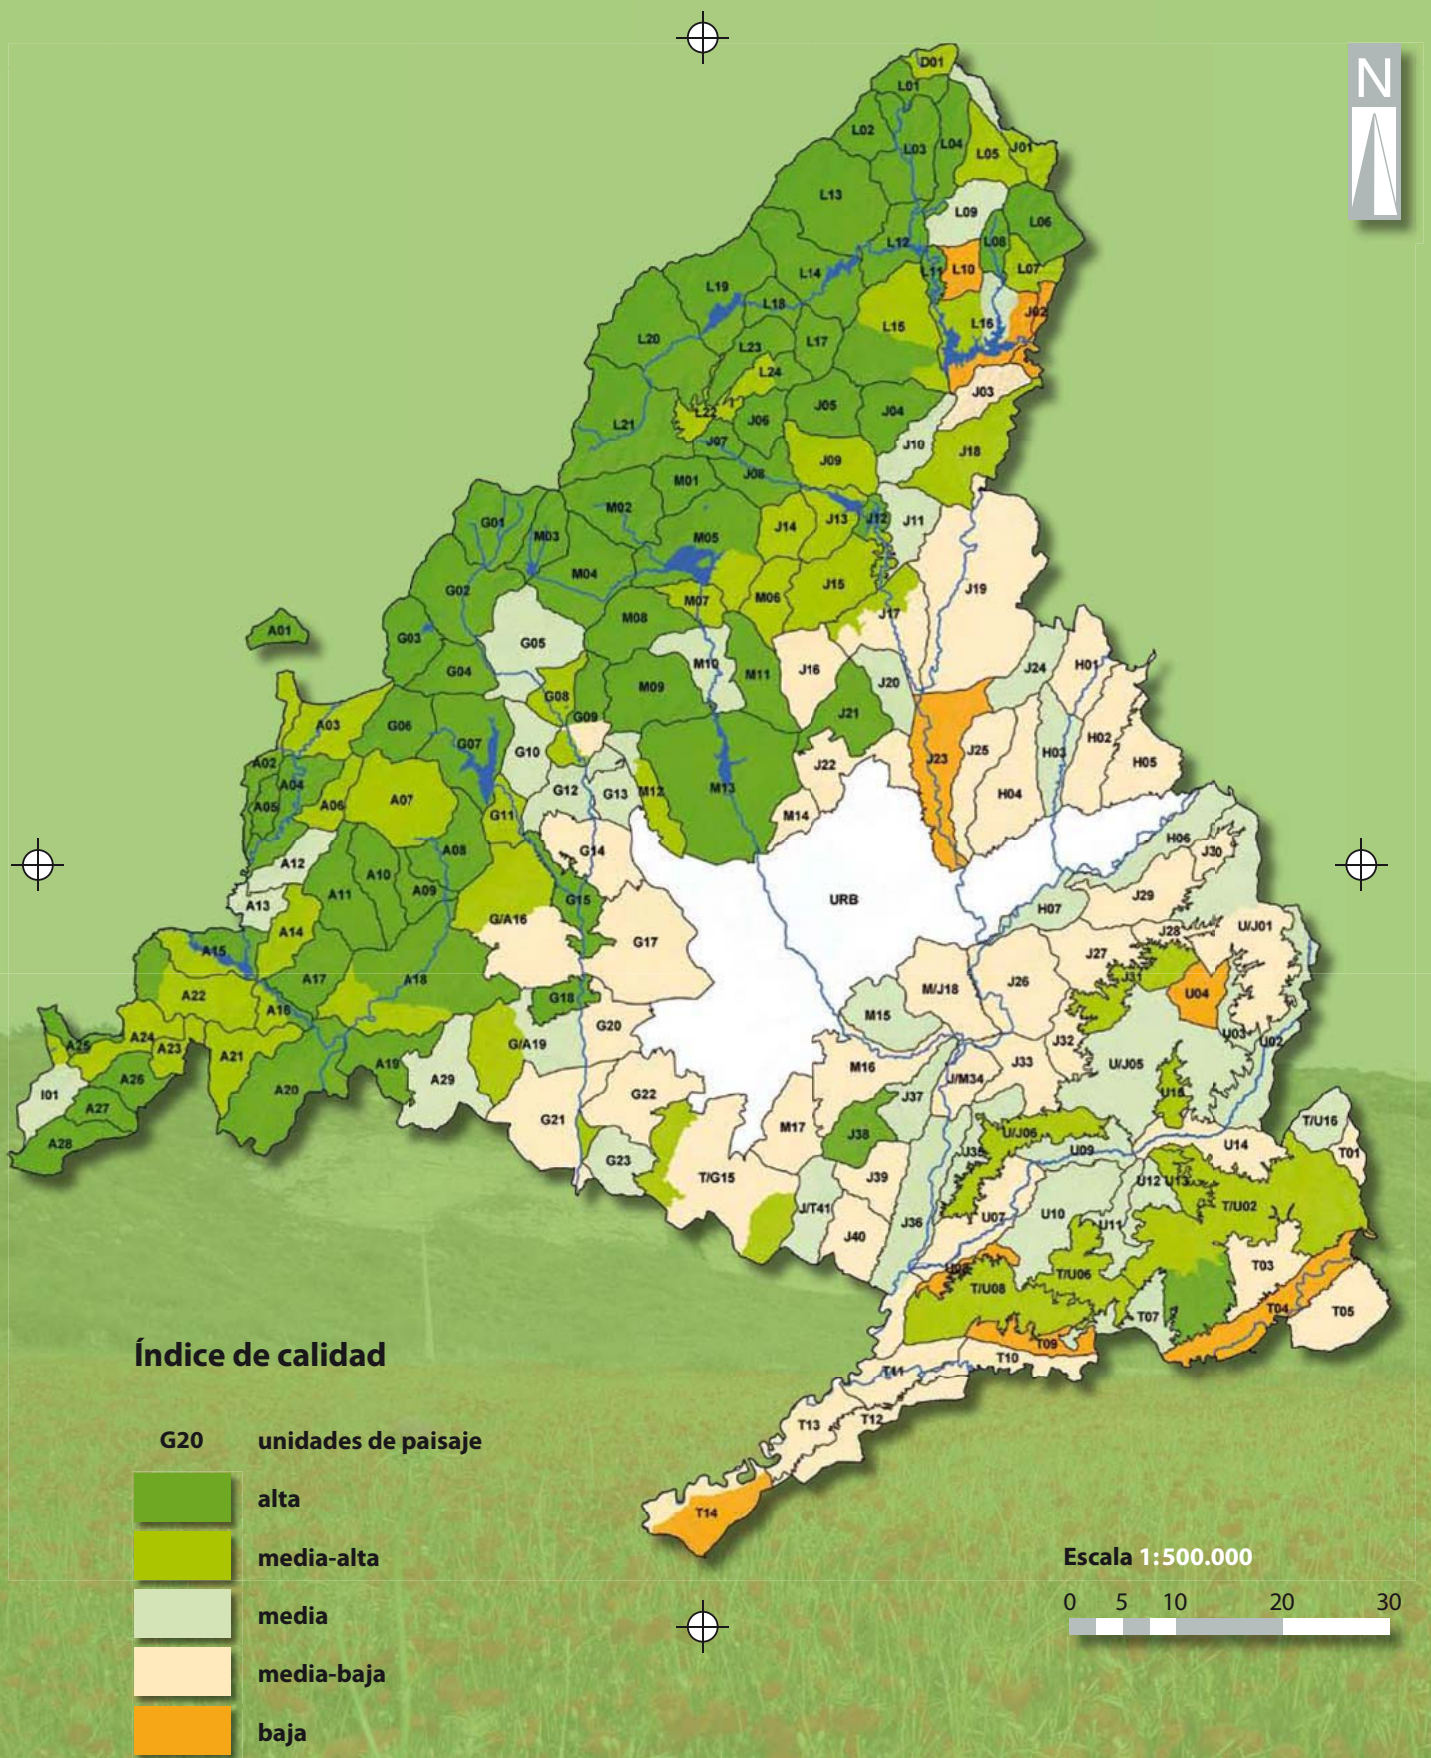 N
D01
L01
L02
L03
L04
L05
J01
L13
L09
L06
L12
L08
L11
L10
L07
L14
L19
L18
L15
L16
J02
L20
L23
L17
L24
J03
L22
J05
J04
L21
J06
J07
J10
J18
J09
J08
M01
M02
G01
M03
M05
J14
J13
J12
J11
M04
G02
M07
M06
J15
J19
J17
A01
G03
M08
G05
M10
G04
M09
M11
J16
J20
J24
H01
G08
G09
J21
A03
G06
G07
G10
J22
J23
J25
H03
H02
H05
A02
A04
A05
A06
A07
G11
G12
G13
M12
M13
M14
H04
A12
A08
G14
H06
J30
A13
A11
A10
A09
G15
URB
J29
H07
A14
G/A16
G17
J28
U/J01
A15
J27
J31
A17
A18
M/J18
J26
U04
A22
A16
G18
M15
A24
A23
A25
A21
G20
G/A19
J32
U03
U02
I01
A26
A19
A29
M16
J/M34
J33
U/J05
A27
A20
G22
J37
U15
A28
G21
M17
J38
J35
U/J06
U09
U14
T/U16
T01
G23
T/G15
J39
J/T41
J36
U07
U10
U12
U13
T/U02
U11
J40
T/U08
T/U06
T03
T07
T04
T05
T09
T10
T11
T13
T12
T14
Índice de calidad
G20 unidades de paisaje
alta
media-alta
media
media-baja
baja
Escala 1:500.000
0 5 10 20 30